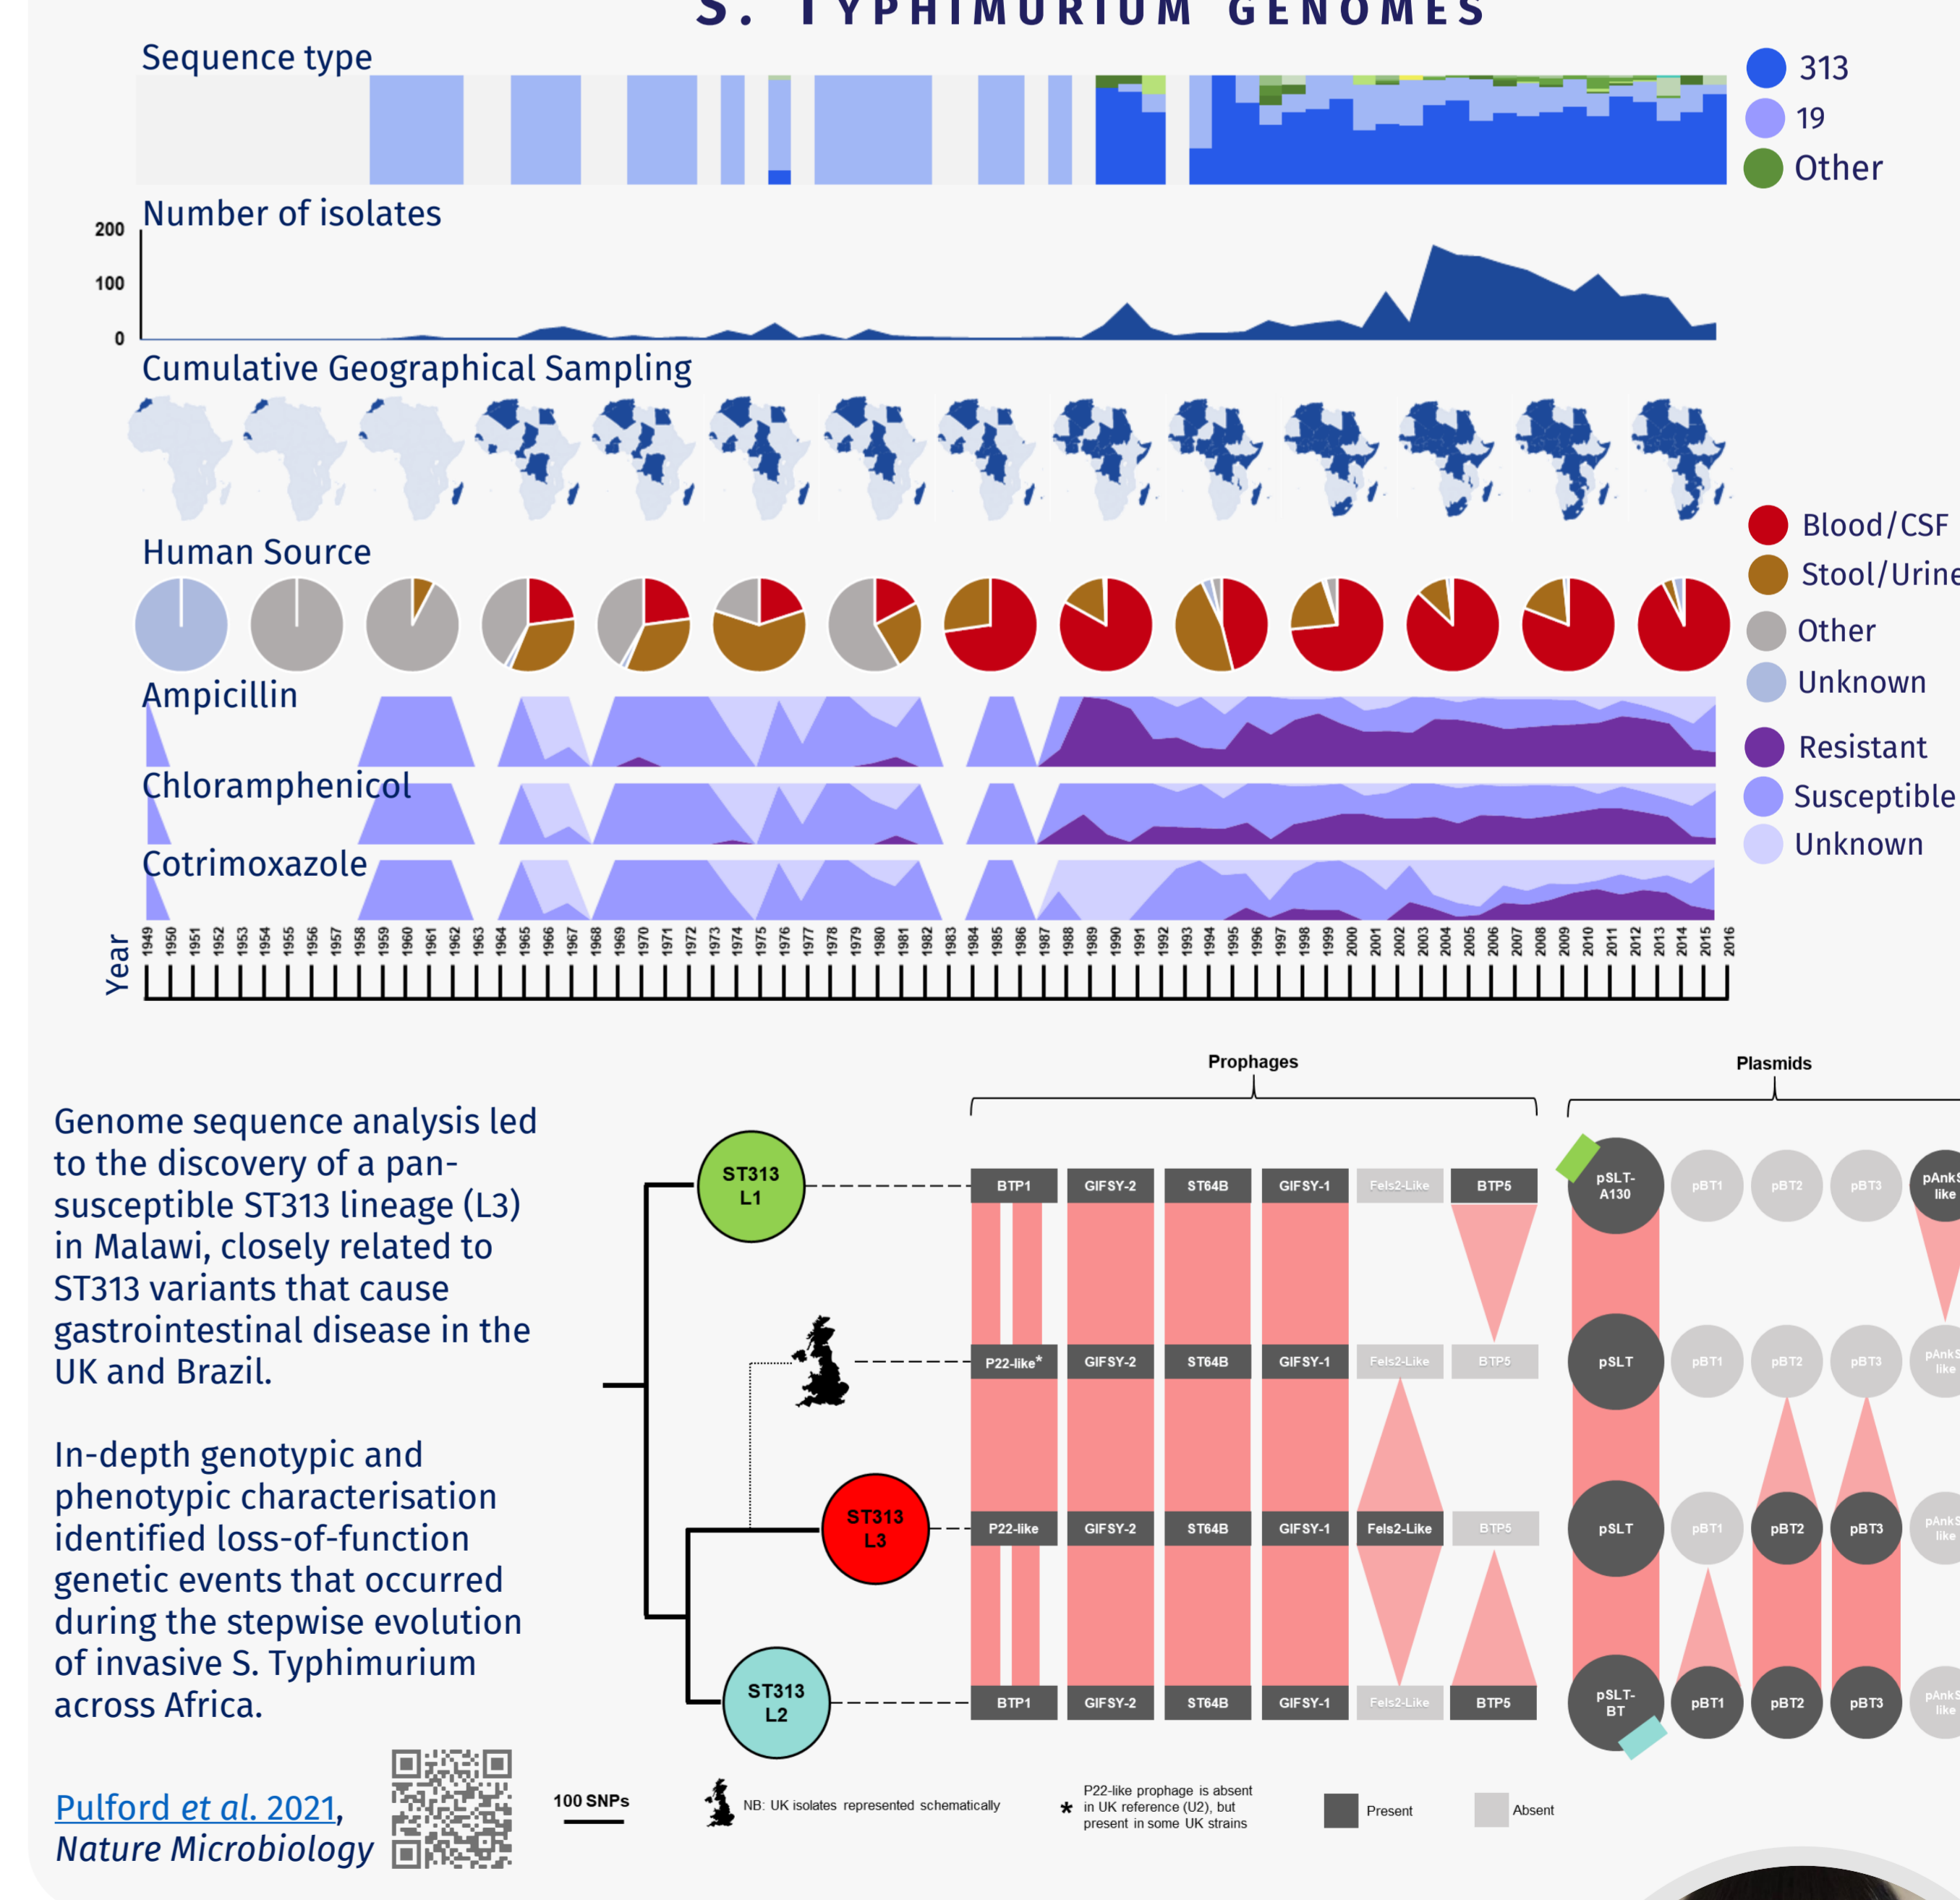 S. TYPHIMURIUM GENOMES
Sequence type
313
19
Other
Number of isolates
200
100
0
Cumulative Geographical Sampling
Human Source
Blood/CSF
Stool/Urine
Other
Unknown
Ampicillin
Resistant
Chloramphenicol
Susceptible
Unknown
Cotrimoxazole
Year
1949 1950 1951 1952 1953 1954 1955 1956 1957 1958 1959 1960 1961 1962 1963 1964 1965 1966 1967 1968 1969 1970 1971 1972 1973 1974 1975 1976 1977 1978 1979 1980 1981 1982 1983 1984 1985 1986 1987 1988 1989 1990 1991 1992 1993 1994 1995 1996 1997 1998 1999 2000 2001 2002 2003 2004 2005 2006 2007 2008 2009 2010 2011 2012 2013 2014 2015 2016
Genome sequence analysis led
to the discovery of a pan-
susceptible ST313 lineage (L3)
in Malawi, closely related to
ST313 variants that cause
gastrointestinal disease in the
UK and Brazil.
In-depth genotypic and
phenotypic characterisation
identified loss-of-function
genetic events that occurred
during the stepwise evolution
of invasive S. Typhimurium
across Africa.
Pulford et al. 2021,
Nature Microbiology
Prophages
Plasmids
ST313
L1
BTP1 GIFSY-2 ST64B GIFSY-1 Fels2-Like BTP5
pSLT-
A130
pBT1 pBT2 pBT3
pAnkS
like
P22-like* GIFSY-2 ST64B GIFSY-1 Fels2-Like BTP5
pSLT pBT1 pBT2 pBT3
pAnkS
like
ST313
L3
P22-like GIFSY-2 ST64B GIFSY-1 Fels2-Like BTP5
pSLT pBT1 pBT2 pBT3
pAnkS
like
ST313
L2
BTP1 GIFSY-2 ST64B GIFSY-1 Fels2-Like BTP5
pSLT-
BT
pBT1 pBT2 pBT3
pAnkS
like
100 SNPs
NB: UK isolates represented schematically
* P22-like prophage is absent
in UK reference (U2), but
present in some UK strains
Present
Absent